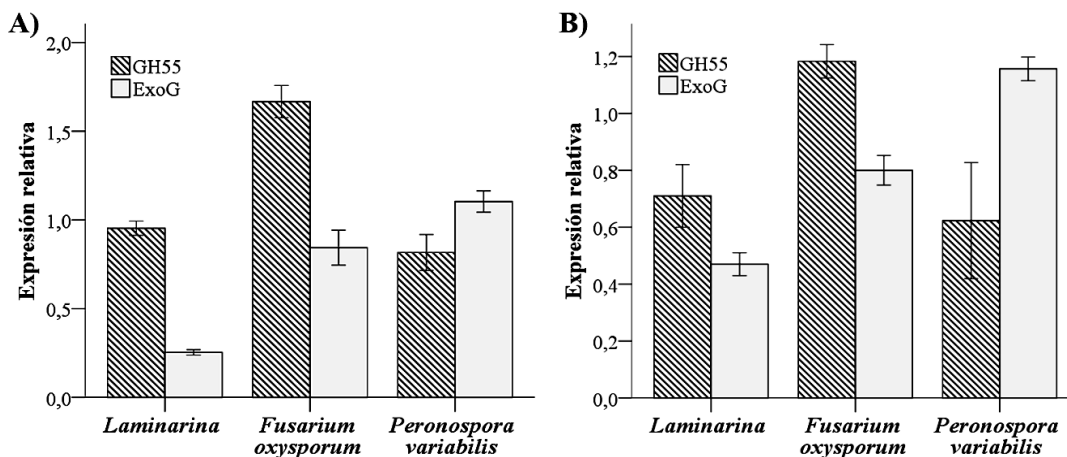 A)
Expresión relativa
2,0
1,5
1,0
0,5
0,0
GH55
ExoG
Laminarina
Fusarium oxysporum
Peronospora variabilis
B)
Expresión relativa
1,2
1,0
0,8
0,6
0,4
0,2
0,0
GH55
ExoG
Laminarina
Fusarium oxysporum
Peronospora variabilis